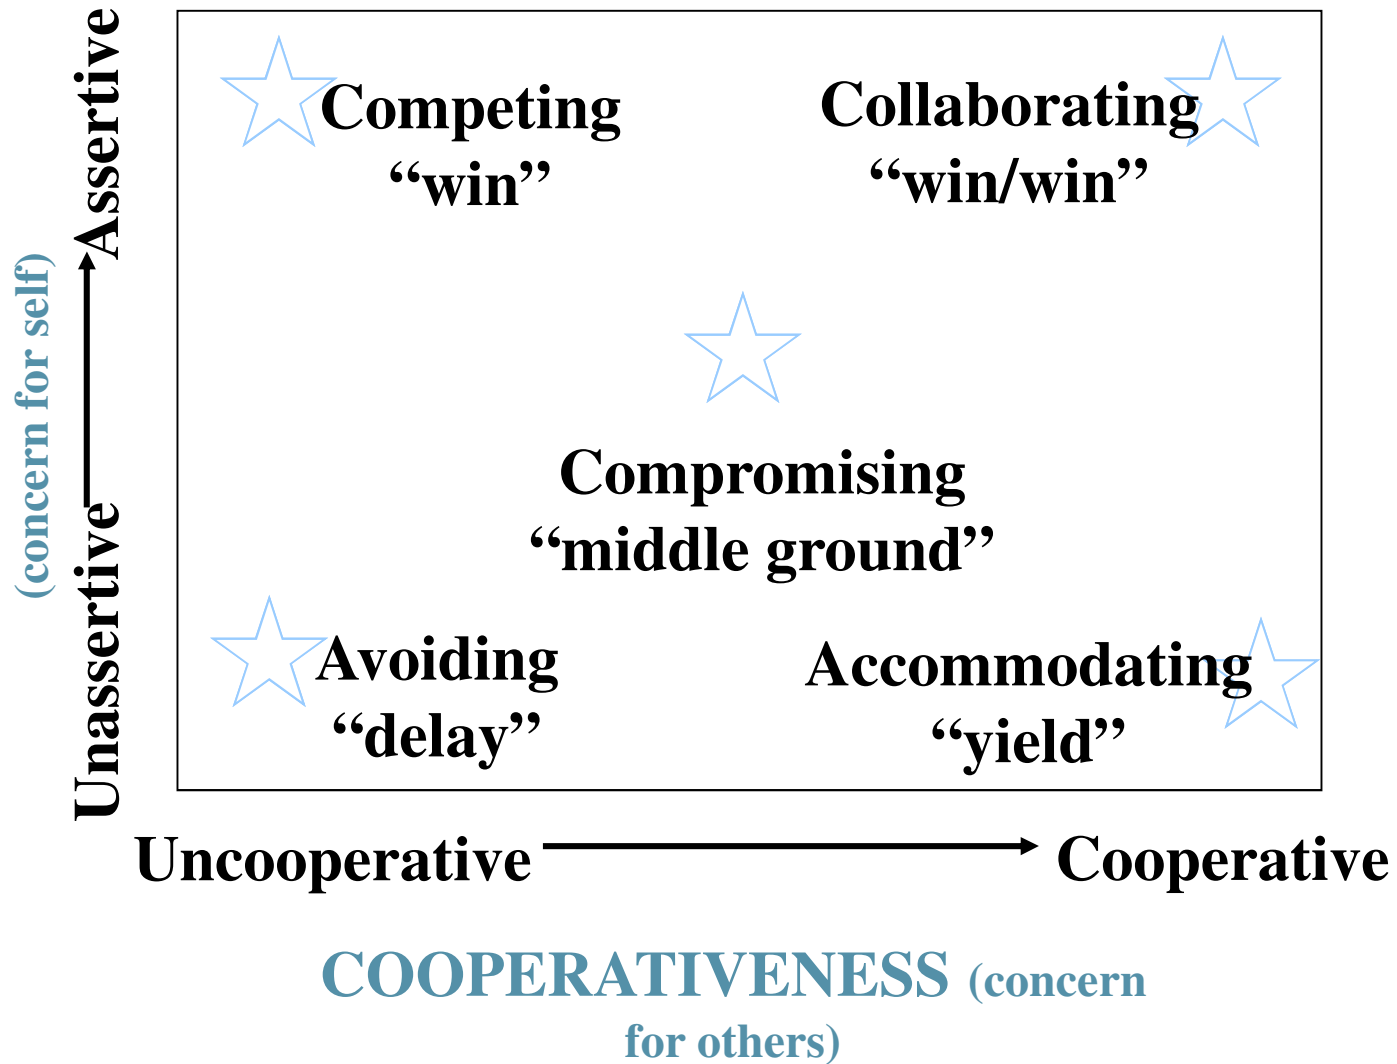 Assertive
(concern for self)
Unassertive
Competing
“win”
Collaborating
“win/win”
Compromising
“middle ground”
Avoiding
“delay”
Accommodating
“yield”
Uncooperative
Cooperative
COOPERATIVENESS (concern
for others)